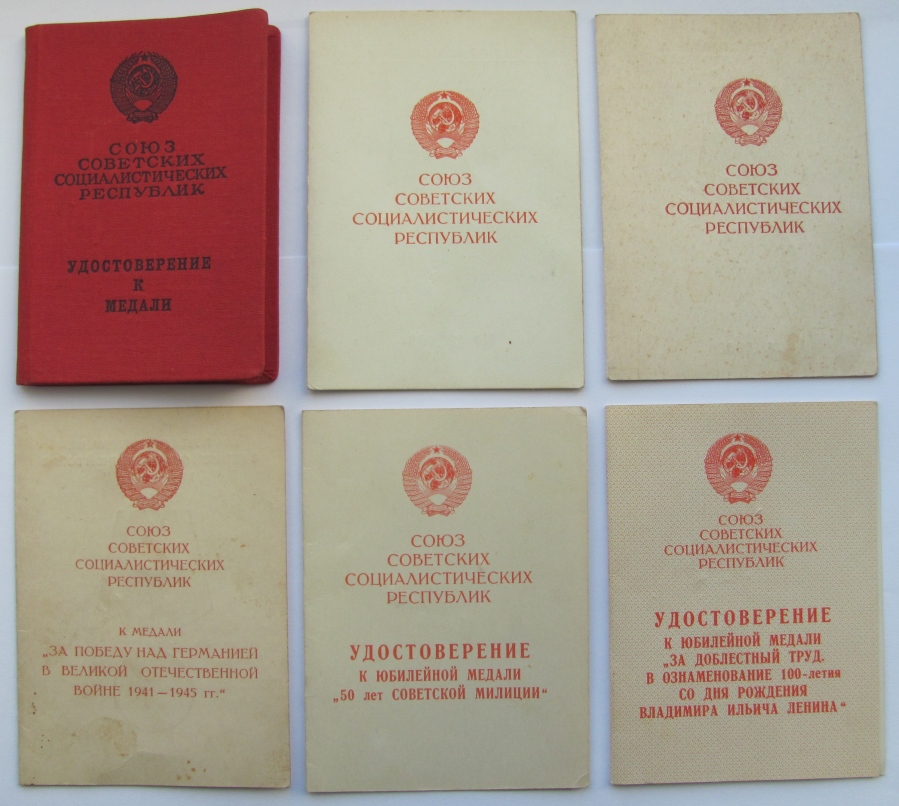 СОЮЗ
СОВЕТСКИХ
СОЦИАЛИСТИЧЕСКИХ
РЕСПУБЛИК
УДОСТОВЕРЕНИЕ
К
МЕДАЛИ
СОЮЗ
СОВЕТСКИХ
СОЦИАЛИСТИЧЕСКИХ
РЕСПУБЛИК
СОЮЗ
СОВЕТСКИХ
СОЦИАЛИСТИЧЕСКИХ
РЕСПУБЛИК
СОЮЗ
СОВЕТСКИХ
СОЦИАЛИСТИЧЕСКИХ
РЕСПУБЛИК
К МЕДАЛИ
„ЗА ПОБЕДУ НАД ГЕРМАНИЕЙ
В ВЕЛИКОЙ ОТЕЧЕСТВЕННОЙ
ВОЙНЕ 1941—1945 гг.“
СОЮЗ
СОВЕТСКИХ
СОЦИАЛИСТИЧЕСКИХ
РЕСПУБЛИК
УДОСТОВЕРЕНИЕ
К ЮБИЛЕЙНОЙ МЕДАЛИ
„50 лет СОВЕТСКОЙ МИЛИЦИИ“
СОЮЗ
СОВЕТСКИХ
СОЦИАЛИСТИЧЕСКИХ
РЕСПУБЛИК
УДОСТОВЕРЕНИЕ
К ЮБИЛЕЙНОЙ МЕДАЛИ
„ЗА ДОБЛЕСТНЫЙ ТРУД.
В ОЗНАМЕНОВАНИЕ 100-летия
СО ДНЯ РОЖДЕНИЯ
ВЛАДИМИРА ИЛЬИЧА ЛЕНИНА“